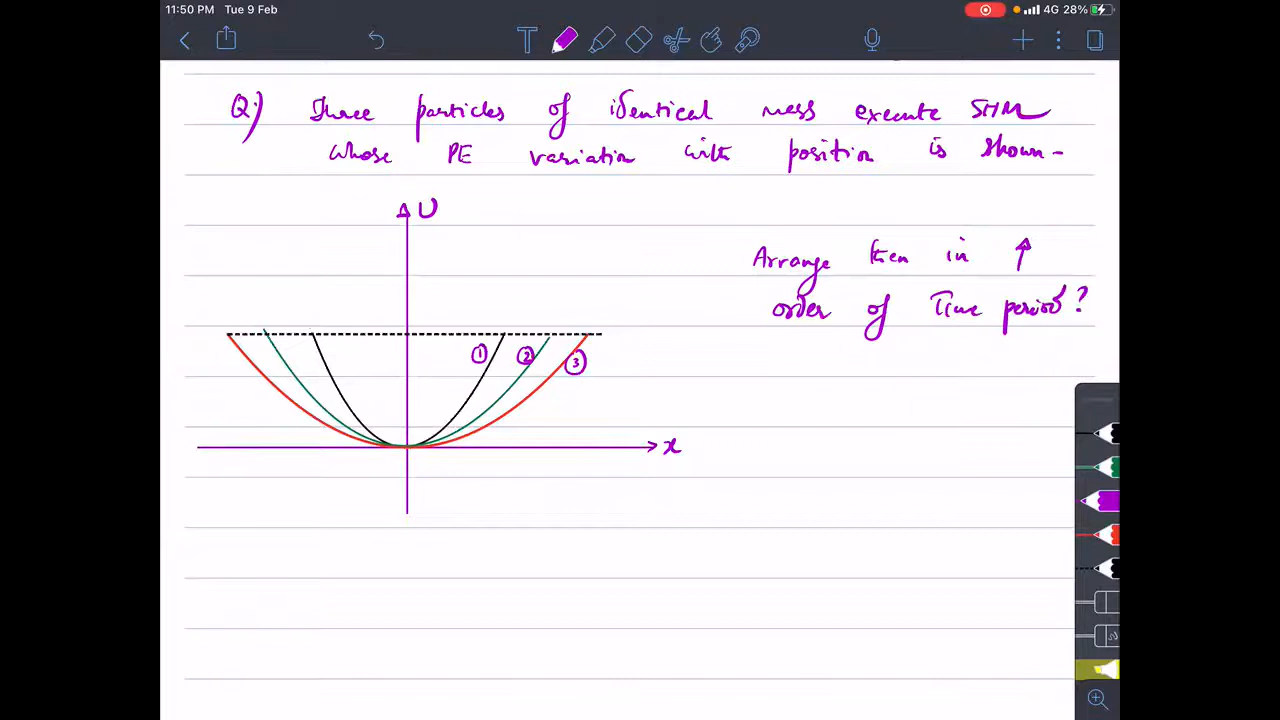 11:50 PM Tue 9 Feb
4G 28%
T
Q) Three particles of identical mass execute SHM
whose PE variation with position is shown-
U
Arrange then in ↑
order of Time period?
① ② ③
x